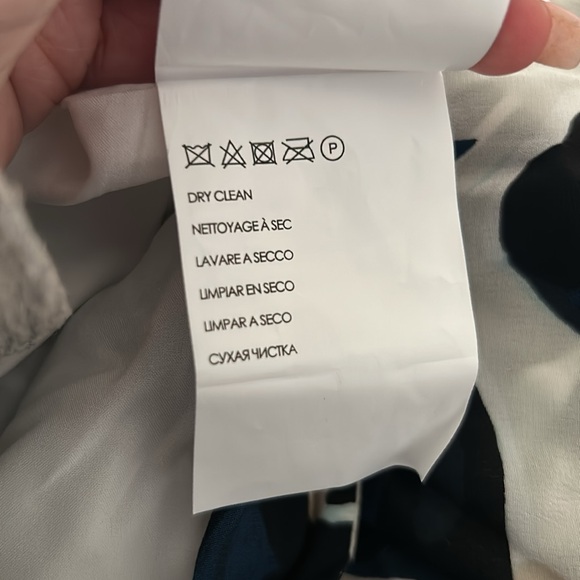 P
DRY CLEAN
NETTOYAGE À SEC
LAVARE A SECCO
LIMPIAR EN SECO
LIMPAR A SECO
СУХАЯ ЧИСТКА